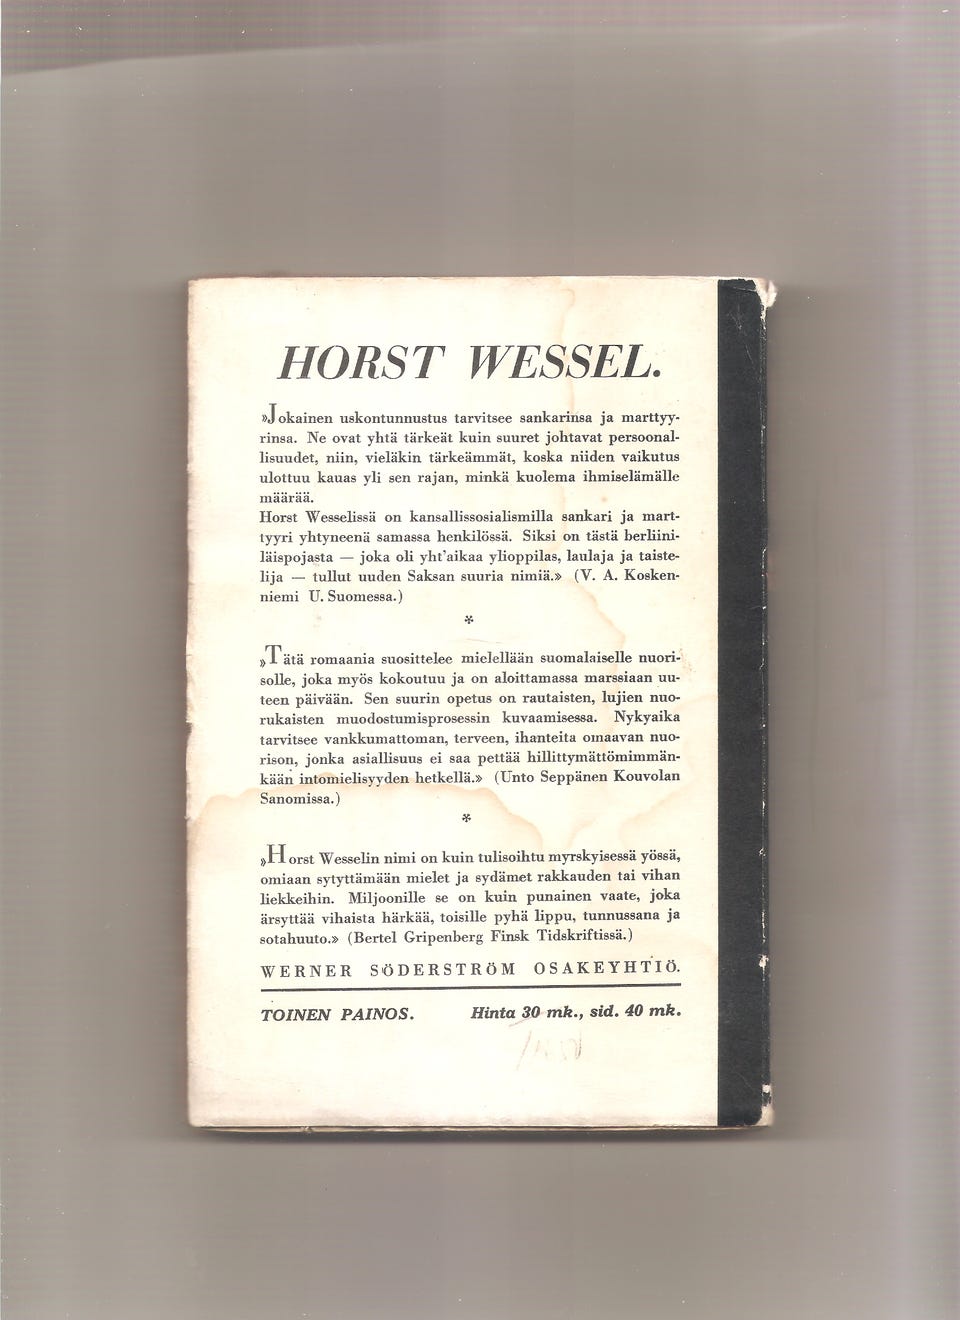 HORST WESSEL.
»Jokainen uskontunnustus tarvitsee sankarinsa ja marttyy-
rinsa. Ne ovat yhtä tärkeät kuin suuret johtavat persoonal-
lisuudet, niin, vieläkin tärkeämmät, koska niiden vaikutus
ulottuu kauas yli sen rajan, minkä kuolema ihmiselämälle
määrää.
Horst Wesselissä on kansallissosialismilla sankari ja mart-
tyyri yhtyneenä samassa henkilössä. Siksi on tästä berliini-
läispojasta — joka oli yht'aikaa ylioppilas, laulaja ja taiste-
lija — tullut uuden Saksan suuria nimiä.» (V. A. Kosken-
niemi U. Suomessa.)
*
»Tätä romaania suosittelee mielellään suomalaiselle nuori-
solle, joka myös kokoutuu ja on aloittamassa marssiaan uu-
teen päivään. Sen suurin opetus on rautaisten, lujien nuo-
rukaisten muodostumisprosessin kuvaamisessa. Nykyaika
tarvitsee vankkumattoman, terveen, ihanteita omaavan nuo-
rison, jonka asiallisuus ei saa pettää hillittymättömimmän-
kään intomielisyyden hetkellä.» (Unto Seppänen Kouvolan
Sanomissa.)
*
»Horst Wesselin nimi on kuin tulisoihtu myrskyisessä yössä,
omiaan sytyttämään mielet ja sydämet rakkauden tai vihan
liekkeihin. Miljoonille se on kuin punainen vaate, joka
ärsyttää vihaista härkää, toisille pyhä lippu, tunnussana ja
sotahuuto.» (Bertel Gripenberg Finsk Tidskriftissä.)
WERNER SÖDERSTRÖM OSAKEYHTIÖ.
TOINEN PAINOS. Hinta 30 mk., sid. 40 mk.